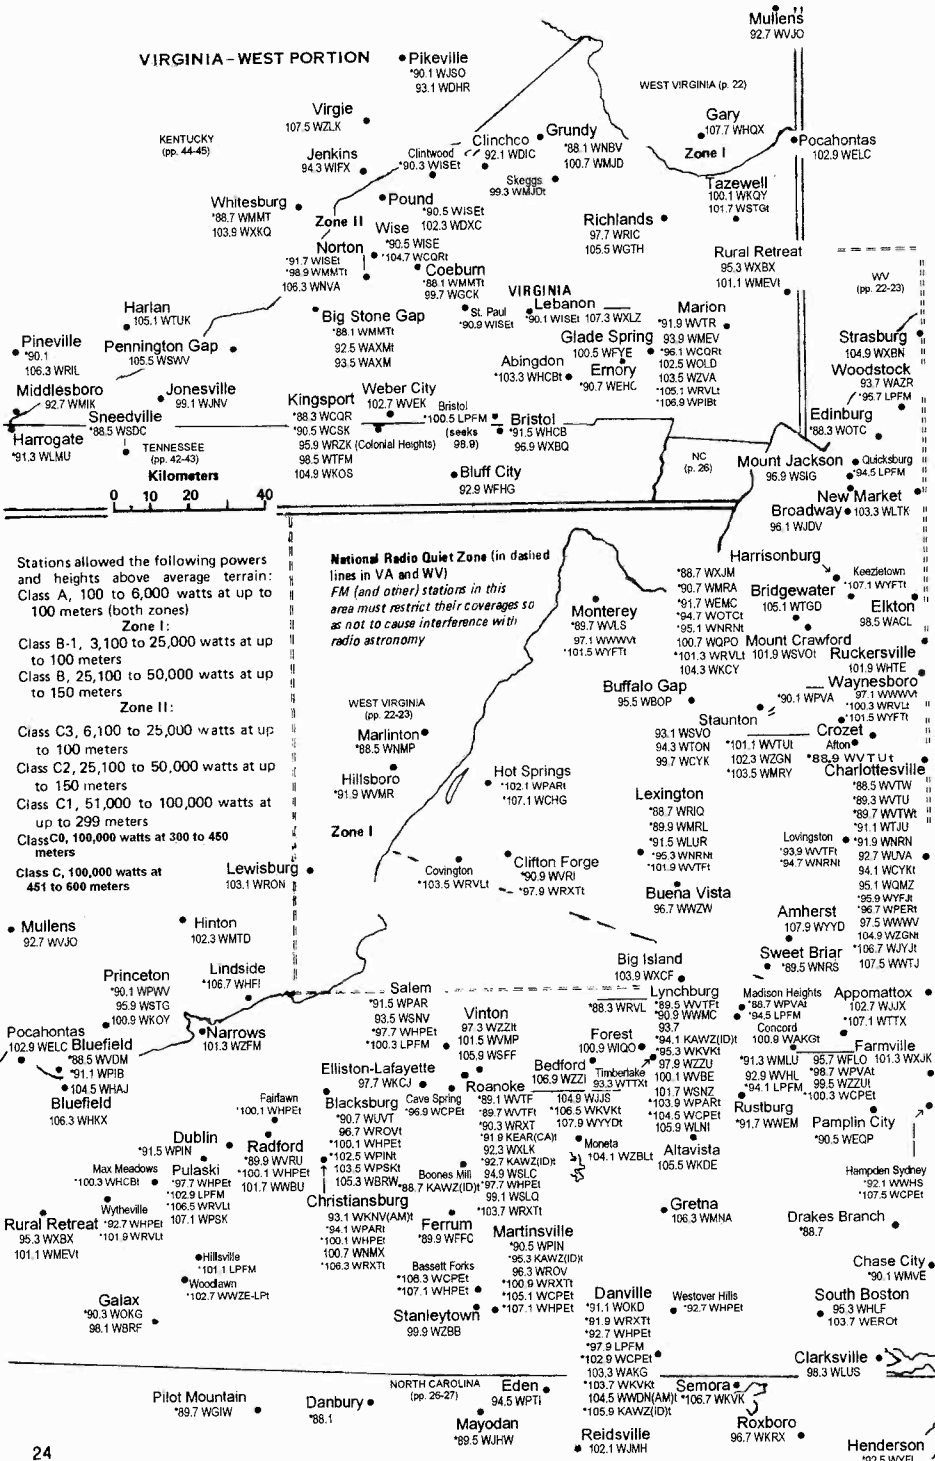 Mullens
92.7 WVJO
VIRGINIA-WEST PORTION
Pikeville
*90.1 WJSO
93.1 WDHR
WEST VIRGINIA (p. 22)
Virgie
107.5 WZLK
Gary
107.7 WHQX
KENTUCKY
(pp. 44-45)
Clinchco
92.1 WDIC
Grundy
*88.1 WNBV
100.7 WMJD
Zone I
Pocahontas
102.9 WELC
Jenkins
94.3 WIFX
Clintwood
*90.3 WISEt
Skeggs
99.3 WMJDt
Tazewell
100.1 WKQY
101.7 WSTGt
Whitesburg
*88.7 WMMT
103.9 WXKQ
Pound
*90.5 WISEt
102.3 WDXC
Zone II
Wise
*90.5 WISE
*104.7 WCQRt
Richlands
97.7 WRIC
105.5 WGTH
Norton
*91.7 WISEt
*98.9 WMMTt
106.3 WNVA
Coeburn
*88.1 WMMTt
99.7 WGCK
Rural Retreat
95.3 WXBX
101.1 WMEVt
WV
(pp. 22-23)
VIRGINIA
Harlan
105.1 WTUK
Big Stone Gap
*88.1 WMMTt
92.5 WAXMt
93.5 WAXM
St. Paul
*90.9 WISEt
Lebanon
*90.1 WISEt 107.3 WXLZ
Marion
*91.9 WVTR
93.9 WMEV
*96.1 WCQRt
102.5 WOLD
103.5 WZVA
*105.1 WRVLt
*106.9 WPIBt
Pineville
*90.1
106.3 WRIL
Pennington Gap
105.5 WSWV
Glade Spring
100.5 WFYE
Strasburg
104.9 WXBN
Abingdon
*103.3 WHCBt
Emory
*90.7 WEHC
Woodstock
93.7 WAZR
*95.7 LPFM
Middlesboro
92.7 WMIK
Jonesville
99.1 WJNV
Kingsport
*88.3 WCQR
*90.5 WCSK
95.9 WRZK (Colonial Heights)
98.5 WTFM
104.9 WKOS
Weber City
102.7 WVEK
Bristol
*100.5 LPFM
(seeks
98.9)
Bristol
*91.5 WHCB
96.9 WXBQ
Edinburg
*88.3 WOTC
Sneedville
*88.5 WSDC
Harrogate
*91.3 WLMU
TENNESSEE
(pp. 42-43)
NC
(p. 26)
Mount Jackson
96.9 WSIG
Quicksburg
*94.5 LPFM
Kilometers
0 10 20 40
Bluff City
92.9 WFHG
New Market
103.3 WLTK
Broadway
96.1 WJDV
Stations allowed the following powers
and heights above average terrain:
Class A, 100 to 6,000 watts at up to
100 meters (both zones)
Zone I:
Class B-1, 3,100 to 25,000 watts at up
to 100 meters
Class B, 25,100 to 50,000 watts at up
to 150 meters
Zone II:
Class C3, 6,100 to 25,000 watts at up
to 100 meters
Class C2, 25,100 to 50,000 watts at up
to 150 meters
Class C1, 51,000 to 100,000 watts at
up to 299 meters
Class C0, 100,000 watts at 300 to 450
meters
Class C, 100,000 watts at
451 to 600 meters
National Radio Quiet Zone (in dashed
lines in VA and WV)
FM (and other) stations in this
area must restrict their coverages so
as not to cause interference with
radio astronomy
Harrisonburg
*88.7 WXJM
*90.7 WMRA
*91.7 WEMC
*94.7 WOTCt
*95.1 WNRNt
100.7 WQPO
*101.3 WRVLt
104.3 WKCY
Keezletown
*107.1 WYFTt
Bridgewater
105.1 WTGD
Elkton
98.5 WACL
Monterey
*89.7 WVLS
97.1 WWWVt
*101.5 WYFTt
Mount Crawford
101.9 WSVOt
Ruckersville
101.9 WHTE
Buffalo Gap
95.5 WBOP
*90.1 WPVA
Waynesboro
97.1 WWWVt
*100.3 WRVLt
*101.5 WYFTt
WEST VIRGINIA
(pp. 22-23)
Staunton
93.1 WSVO
94.3 WTON
99.7 WCYK
*101.1 WVTUt
102.3 WZGN
*103.5 WMRY
Crozet
Afton
*88.9 WVTUt
Marlinton
*88.5 WNMP
Hillsboro
*91.9 WVMR
Hot Springs
*102.1 WPARt
*107.1 WCHG
Charlottesville
*88.5 WVTW
*89.3 WVTU
*89.7 WVTWt
*91.1 WTJU
*91.9 WNRN
92.7 WUVA
94.1 WCYKt
95.1 WQMZ
*95.9 WYFJt
*96.7 WPERt
97.5 WWWV
104.9 WZGNt
*106.7 WJYJt
107.5 WWTJ
Lexington
*88.7 WRIQ
*89.9 WMRL
*91.5 WLUR
*95.3 WNRNt
*101.9 WVTFt
Lovingston
*93.9 WVTFt
*94.7 WNRNt
Zone I
Lewisburg
103.1 WRON
Covington
*103.5 WRVLt
Clifton Forge
*90.9 WVRI
*97.9 WRXTt
Buena Vista
96.7 WWZW
Mullens
92.7 WVJO
Hinton
102.3 WMTD
Amherst
107.9 WYYD
Sweet Briar
*89.5 WNRS
Princeton
*90.1 WPWV
95.9 WSTG
100.9 WKOY
Lindside
*106.7 WHFI
Big Island
103.9 WXCF
Salem
*91.5 WPAR
93.5 WSNV
*97.7 WHPEt
*100.3 LPFM
Vinton
97.3 WZZIt
*101.5 WVMP
105.9 WSFF
*88.3 WRVL
Lynchburg
*89.5 WVTFt
*90.9 WWMC
93.7
*94.1 KAWZ(ID)t
*95.3 WKVKt
97.9 WZZU
100.1 WVBE
101.7 WSNZ
*103.9 WPARt
*104.5 WCPEt
105.9 WLNI
Madison Heights
*88.7 WPVAt
*94.5 LPFM
Appomattox
102.7 WJJX
*107.1 WTTX
Pocahontas
102.9 WELC
Bluefield
*88.5 WVDM
*91.1 WPIB
*104.5 WHAJ
Narrows
101.3 WZFM
Forest
100.9 WIQO
Concord
100.9 WAKGt
Farmville
*91.3 WMLU
92.9 WVHL
*94.1 LPFM
95.7 WFLO
*98.7 WPVAt
99.5 WZZUt
*100.3 WCPEt
101.3 WXJK
Bluefield
106.3 WHKX
Elliston-Lafayette
97.7 WKCJ
Cave Spring
*96.9 WCPEt
Bedford
106.9 WZZI
Timberlake
93.3 WTTXt
Roanoke
*89.1 WVTF
*89.7 WVTFt
*90.3 WRXT
*91.9 KEAR(CA)t
92.3 WXLK
*92.7 KAWZ(ID)t
94.9 WSLC
*97.7 WHPEt
99.1 WSLQ
*103.7 WRXTt
104.9 WJJS
*106.5 WKVKt
107.9 WYYDt
Fairlawn
*100.1 WHPEt
Blacksburg
*90.7 WUVT
96.7 WROVt
*100.1 WHPEt
*102.5 WPINt
*103.5 WPSKt
*105.3 WBRW
Rustburg
*91.7 WWEM
Pamplin City
*90.5 WEQP
Dublin
*91.5 WPIN
Radford
*89.9 WVRU
*100.1 WHPEt
101.7 WWBU
Moneta
*104.1 WZBLt
Altavista
105.5 WKDE
Max Meadows
*100.3 WHCBt
Pulaski
*97.7 WHPEt
*102.9 LPFM
*106.5 WRVLt
107.1 WPSK
Boones Mill
*88.7 KAWZ(ID)t
Hampden Sydney
*92.1 WWHS
*107.5 WCPEt
Wytheville
*92.7 WHPEt
*101.9 WRVLt
Christiansburg
93.1 WKNV(AM)t
*94.1 WPARt
*100.1 WHPEt
100.7 WNMX
*106.3 WRXTt
Gretna
106.3 WMNA
Rural Retreat
95.3 WXBX
101.1 WMEVt
Ferrum
*89.9 WFFC
Martinsville
*90.5 WPIN
*95.3 KAWZ(ID)t
96.3 WROV
*100.9 WRXTt
*105.1 WCPEt
*107.1 WHPEt
Drakes Branch
*88.7
Hillsville
*101.1 LPFM
Woodlawn
*102.7 WWZE-LPt
Bassett Forks
*106.3 WCPEt
*107.1 WHPEt
Chase City
*90.1 WMVE
Galax
*90.3 WOKG
98.1 WBRF
Stanleytown
99.9 WZBB
Danville
*91.1 WOKD
*91.9 WRXTt
*92.7 WHPEt
*97.9 LPFM
*102.9 WCPEt
103.3 WAKG
*103.7 WKVKt
104.5 WWDN(AM)t
*105.9 KAWZ(ID)t
Westover Hills
*92.7 WHPEt
South Boston
95.3 WHLF
103.7 WEROt
Clarksville
98.3 WLUS
NORTH CAROLINA
(pp. 26-27)
Pilot Mountain
*89.7 WGIW
Danbury
*88.1
Eden
94.5 WPTI
Semora
*106.7 WKVK
Mayodan
*89.5 WJHW
Reidsville
102.1 WJMH
Roxboro
96.7 WKRX
Henderson
24